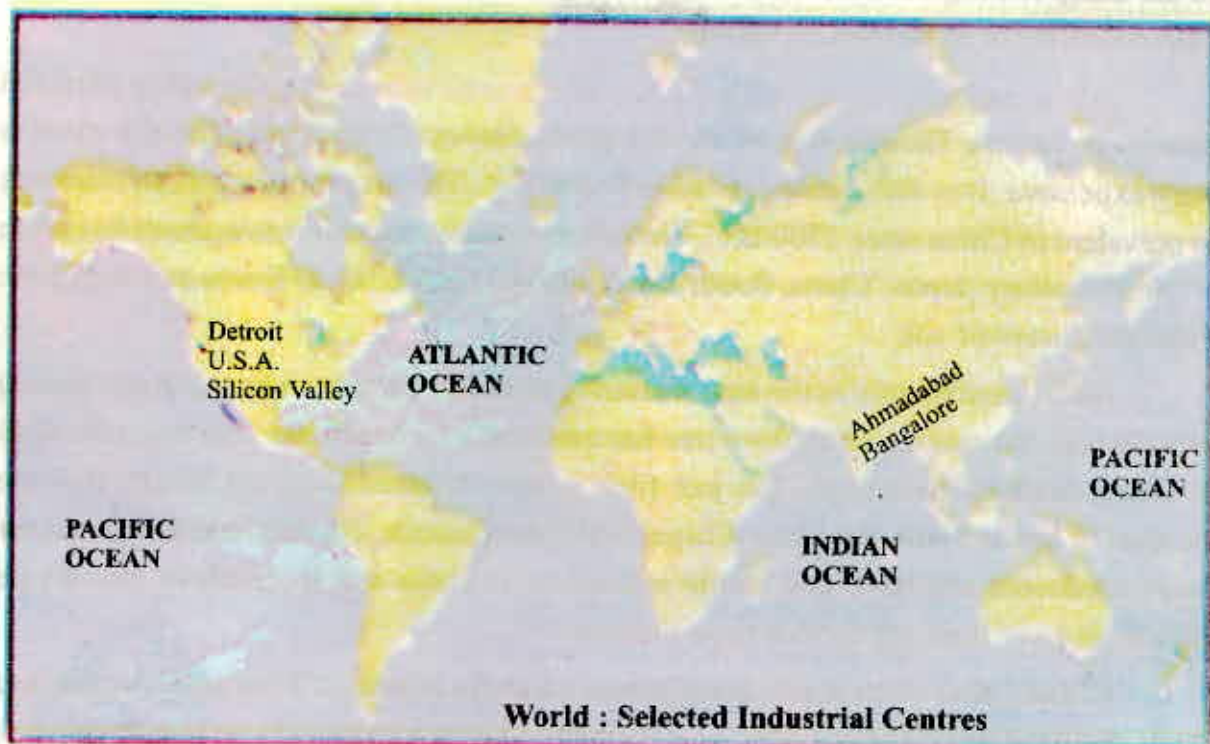 Detroit
U.S.A.
Silicon Valley
ATLANTIC
OCEAN
Ahmadabad
Bangalore
PACIFIC
OCEAN
PACIFIC
OCEAN
INDIAN
OCEAN
World : Selected Industrial Centres